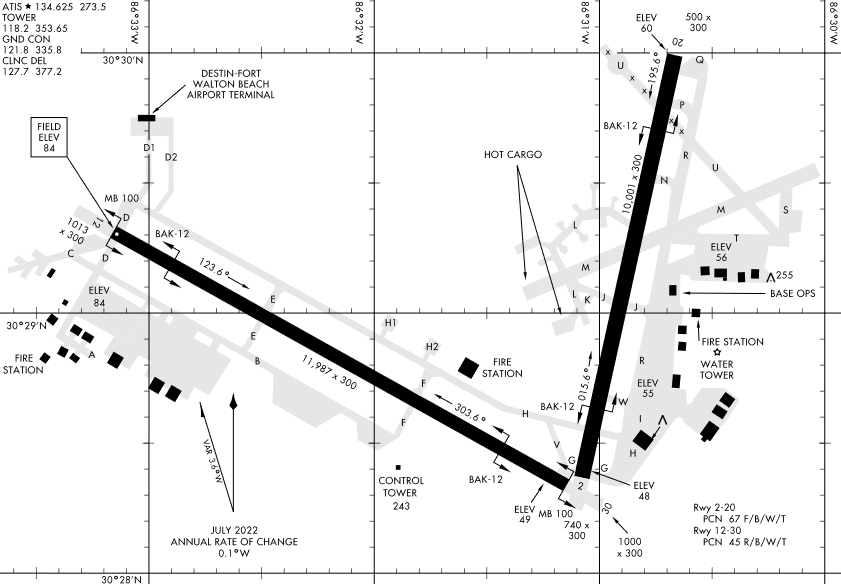 ATIS ★ 134.625 273.5
TOWER
118.2 353.65
GND CON
121.8 335.8
CLNC DEL
127.7 377.2
86°33'W
86°32'W
86°31'W
86°30'W
30°30'N
30°29'N
30°28'N
DESTIN-FORT
WALTON BEACH
AIRPORT TERMINAL
D1
D2
FIELD
ELEV
84
MB 100
D
12
1013
x 300
D
C
BAK-12
123.6°
ELEV
84
E
E
B
A
FIRE
STATION
11,987 x 300
H1
H2
F
F
303.6°
FIRE
STATION
H
BAK-12
CONTROL
TOWER
243
VAR 3.6°W
JULY 2022
ANNUAL RATE OF CHANGE
0.1°W
ELEV
49
MB 100
740 x
300
30
1000
x 300
2
ELEV
48
G
G
V
BAK-12
015.6°
W
I
H
R
ELEV
55
HOT CARGO
L
M
L
K
J
J
10,001 x 300
BAK-12
195.6°
ELEV
60
500 x
300
20
Q
U
x
x
x
x
x
P
R
N
U
M
S
T
ELEV
56
255
BASE OPS
FIRE STATION
WATER
TOWER
Rwy 2-20
PCN 67 F/B/W/T
Rwy 12-30
PCN 45 R/B/W/T